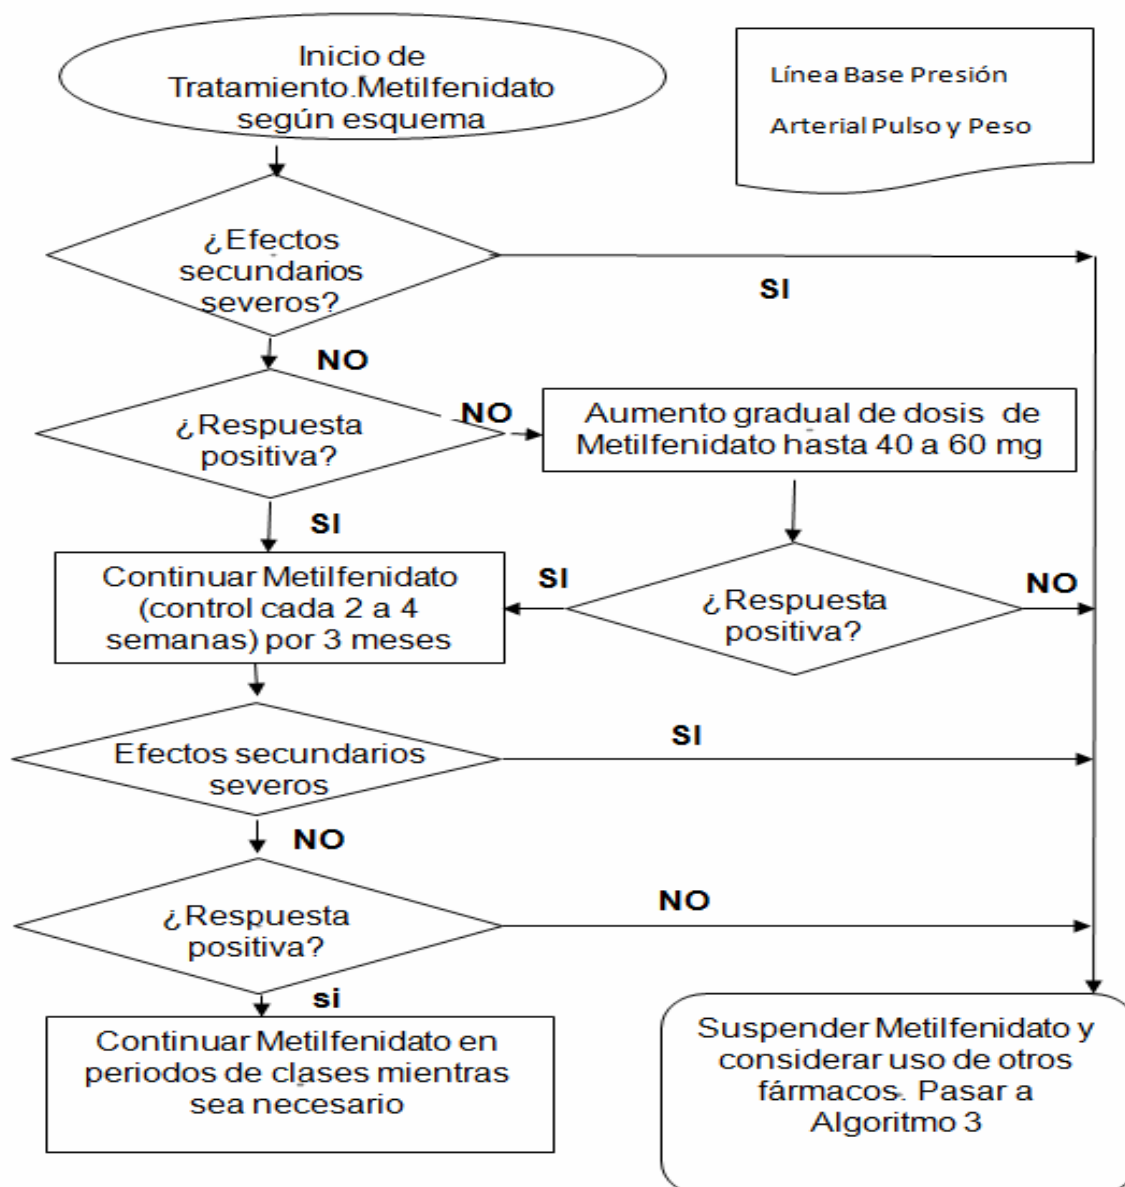 Inicio de
Tratamiento.Metilfenidato
según esquema
Línea Base Presión
Arterial Pulso y Peso
¿Efectos
secundarios
severos?
SI
NO
¿Respuesta
positiva?
NO
Aumento gradual de dosis de
Metilfenidato hasta 40 a 60 mg
SI
Continuar Metilfenidato
(control cada 2 a 4
semanas) por 3 meses
SI
¿Respuesta
positiva?
NO
Efectos secundarios
severos
SI
NO
¿Respuesta
positiva?
NO
si
Continuar Metilfenidato en
periodos de clases mientras
sea necesario
Suspender Metilfenidato y
considerar uso de otros
fármacos. Pasar a
Algoritmo 3